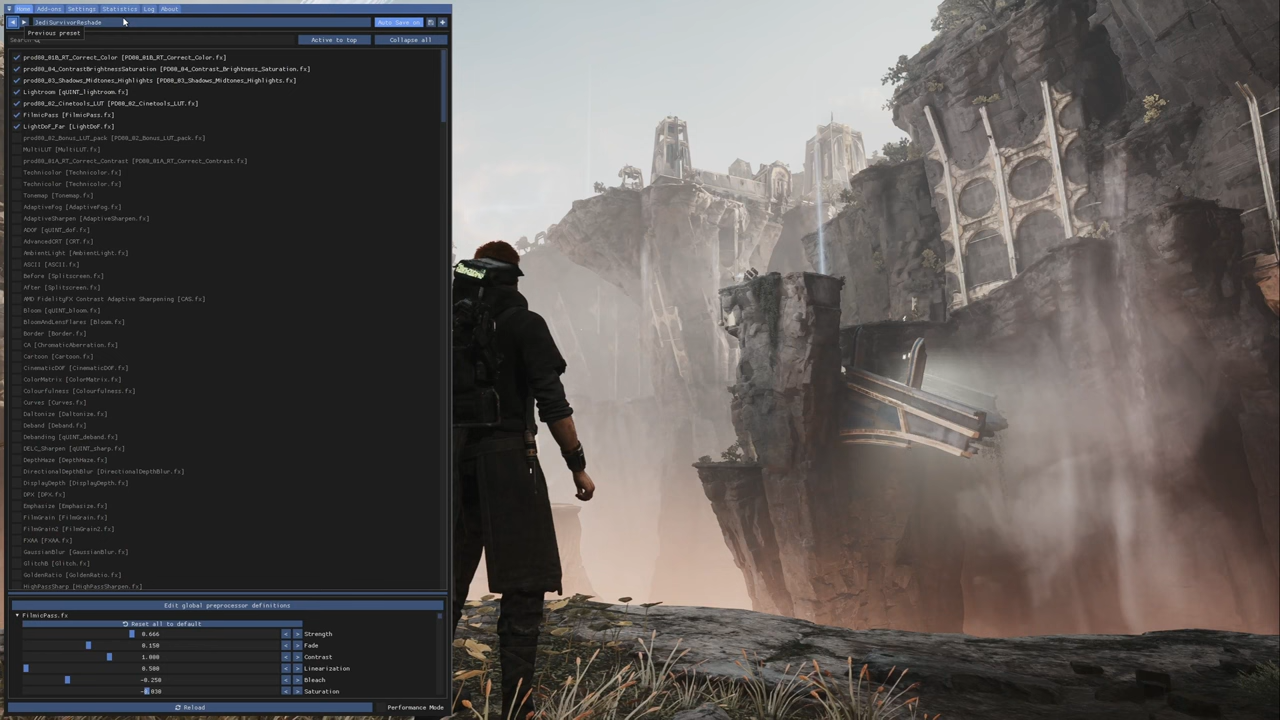 Home Add-ons Settings Statistics Log About
JediSurvivorReshade Auto Save on
Previous preset
Search Active to top Collapse all
prod80_01B_RT_Correct_Color [PD80_01B_RT_Correct_Color.fx]
prod80_04_ContrastBrightnessSaturation [PD80_04_Contrast_Brightness_Saturation.fx]
prod80_03_Shadows_Midtones_Highlights [PD80_03_Shadows_Midtones_Highlights.fx]
Lightroom [qUINT_lightroom.fx]
prod80_02_Cinetools_LUT [PD80_02_Cinetools_LUT.fx]
FilmicPass [FilmicPass.fx]
LightDoF_Far [LightDoF.fx]
prod80_02_Bonus_LUT_pack [PD80_02_Bonus_LUT_pack.fx]
MultiLUT [MultiLUT.fx]
prod80_01A_RT_Correct_Contrast [PD80_01A_RT_Correct_Contrast.fx]
Technicolor [Technicolor.fx]
Technicolor [Technicolor.fx]
Tonemap [Tonemap.fx]
AdaptiveFog [AdaptiveFog.fx]
AdaptiveSharpen [AdaptiveSharpen.fx]
ADOF [qUINT_dof.fx]
AdvancedCRT [CRT.fx]
AmbientLight [AmbientLight.fx]
ASCII [ASCII.fx]
Before [Splitscreen.fx]
After [Splitscreen.fx]
AMD FidelityFX Contrast Adaptive Sharpening [CAS.fx]
Bloom [qUINT_bloom.fx]
BloomAndLensFlares [Bloom.fx]
Border [Border.fx]
CA [ChromaticAberration.fx]
Cartoon [Cartoon.fx]
CinematicDOF [CinematicDOF.fx]
ColorMatrix [ColorMatrix.fx]
Colourfulness [Colourfulness.fx]
Curves [Curves.fx]
Daltonize [Daltonize.fx]
Deband [Deband.fx]
Debanding [qUINT_deband.fx]
DELC_Sharpen [qUINT_sharp.fx]
DepthHaze [DepthHaze.fx]
DirectionalDepthBlur [DirectionalDepthBlur.fx]
DisplayDepth [DisplayDepth.fx]
DPX [DPX.fx]
Emphasize [Emphasize.fx]
FilmGrain [FilmGrain.fx]
FilmGrain2 [FilmGrain2.fx]
FXAA [FXAA.fx]
GaussianBlur [GaussianBlur.fx]
GlitchB [Glitch.fx]
GoldenRatio [GoldenRatio.fx]
HighPassSharp [HighPassSharpen.fx]
Edit global preprocessor definitions
FilmicPass.fx
Reset all to default
0.666 < > Strength
0.150 < > Fade
1.000 < > Contrast
0.500 < > Linearization
-0.250 < > Bleach
-0.030 < > Saturation
Reload Performance Mode